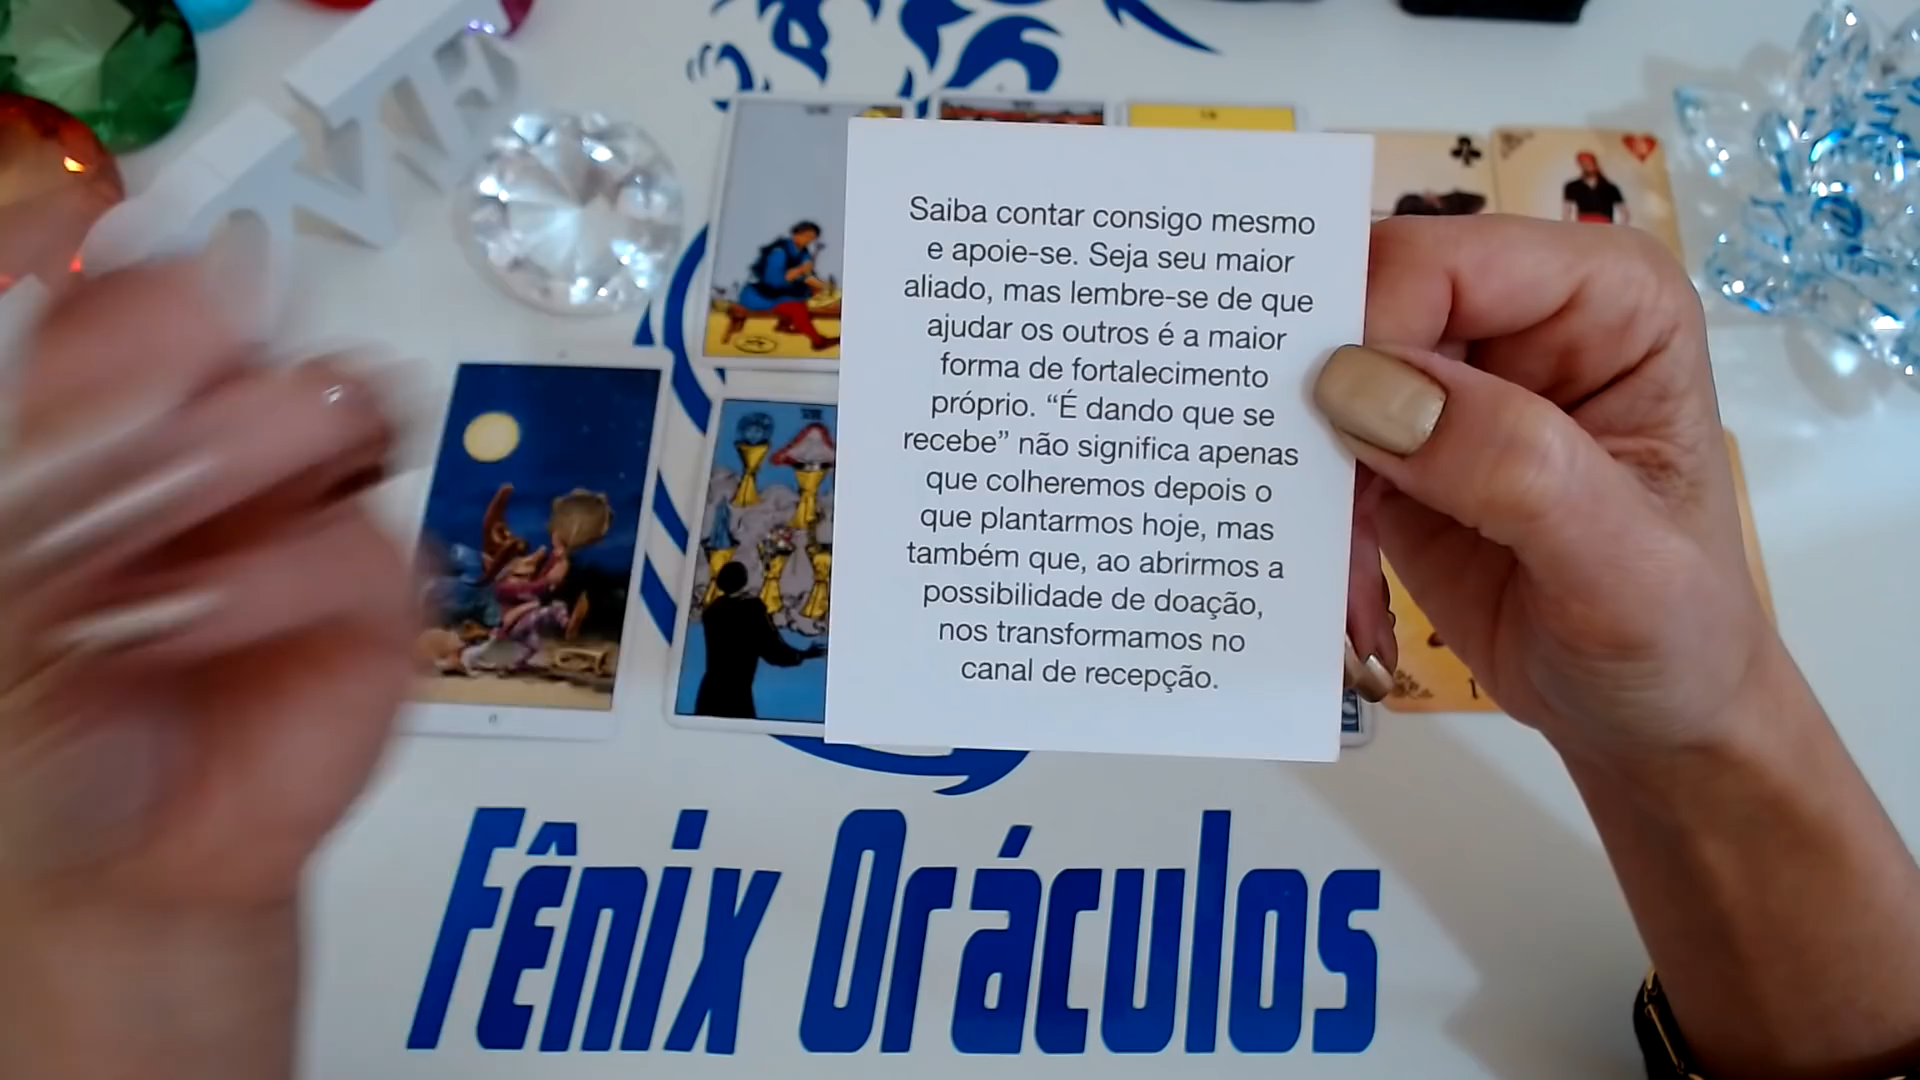 Saiba contar consigo mesmo
e apoie-se. Seja seu maior
aliado, mas lembre-se de que
ajudar os outros é a maior
forma de fortalecimento
próprio. “É dando que se
recebe” não significa apenas
que colheremos depois o
que plantarmos hoje, mas
também que, ao abrirmos a
possibilidade de doação,
nos transformamos no
canal de recepção.
Fênix Oráculos